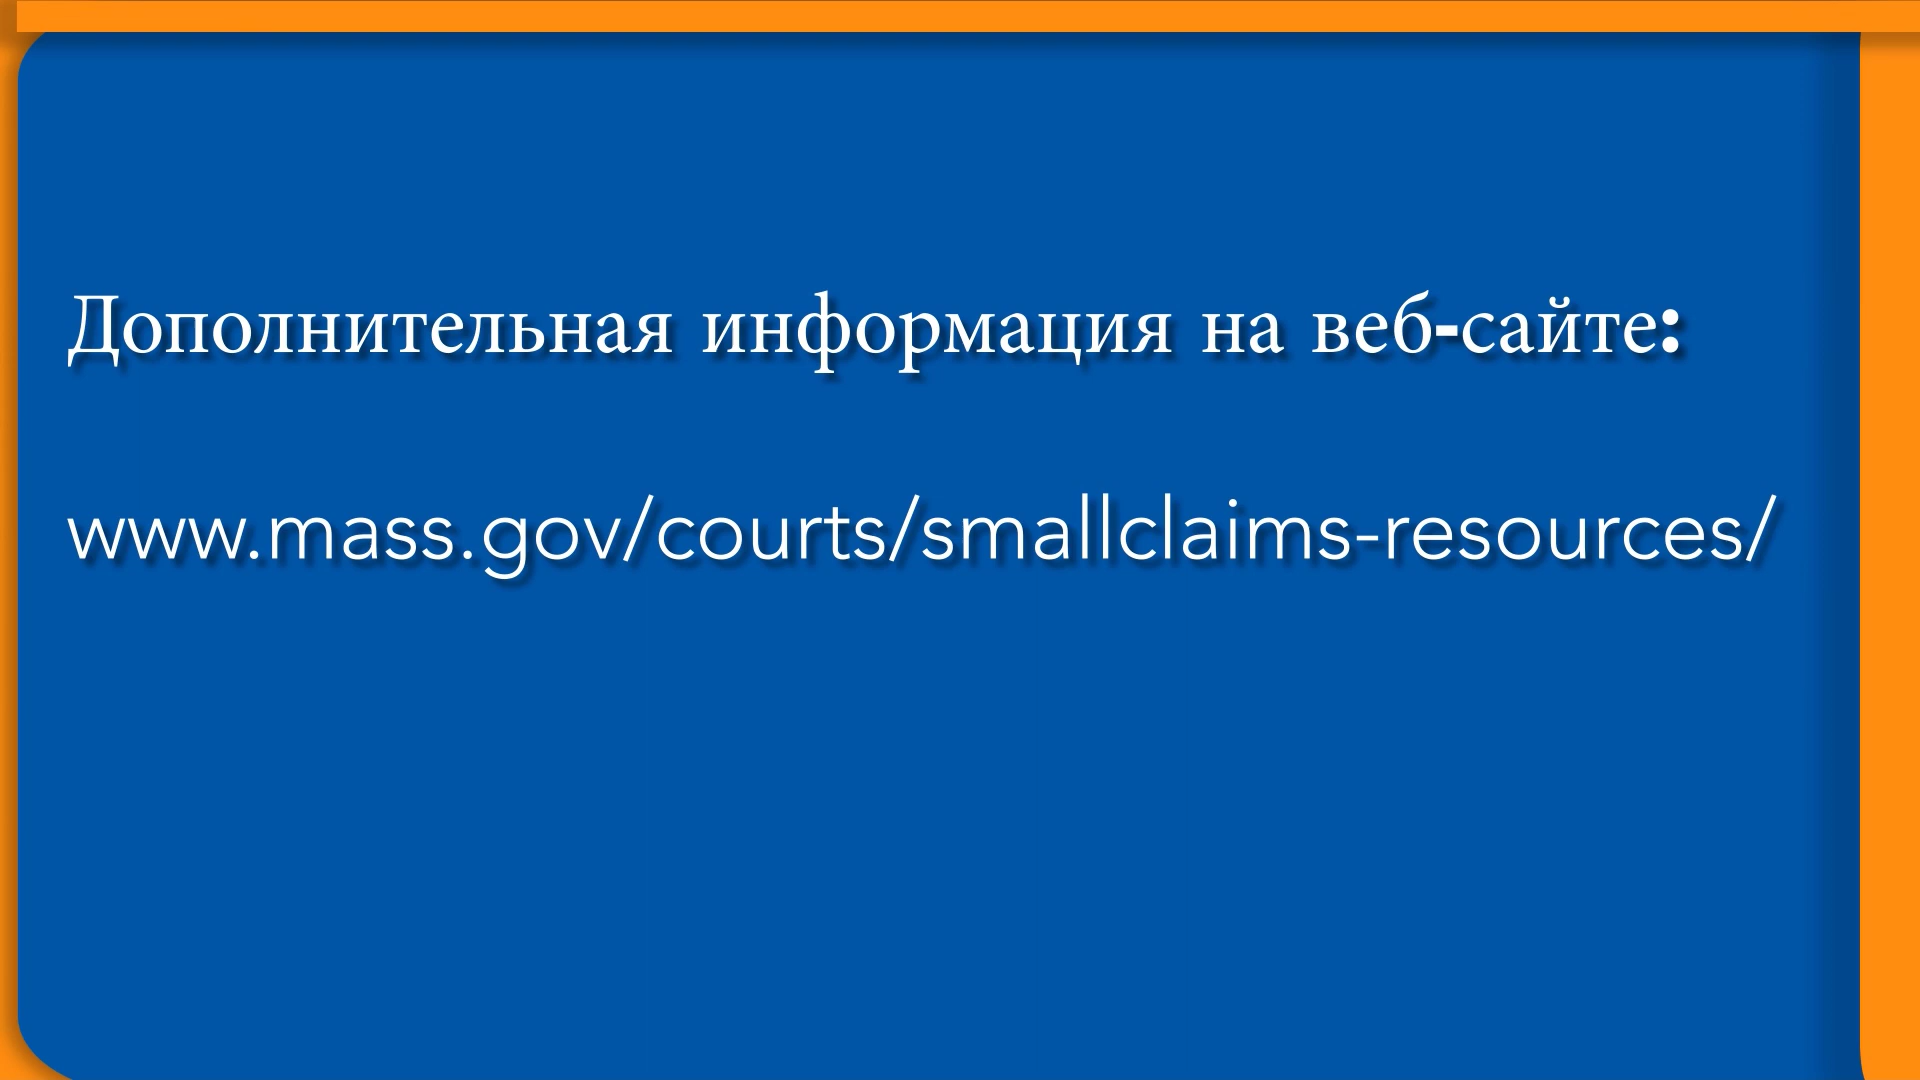 Дополнительная информация на веб-сайте:
www.mass.gov/courts/smallclaims-resources/